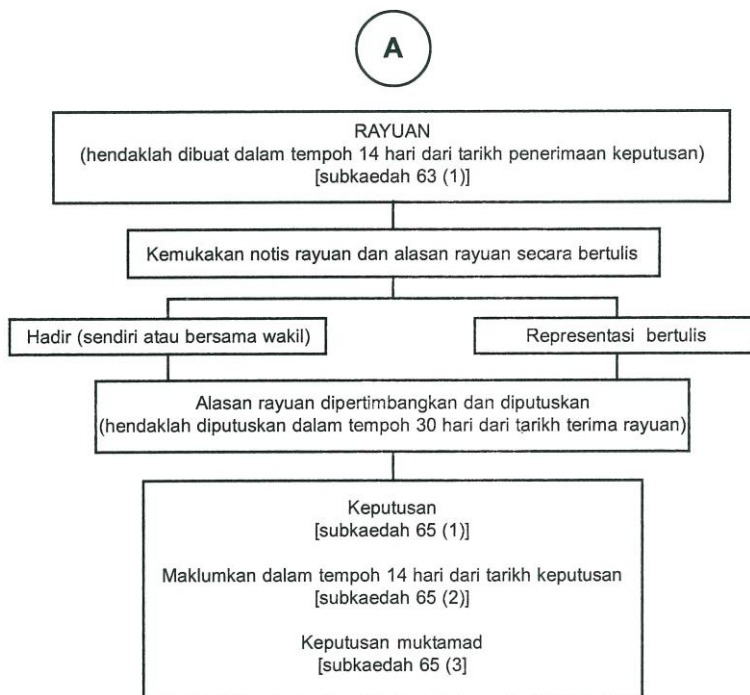 A
RAYUAN
(hendaklah dibuat dalam tempoh 14 hari dari tarikh penerimaan keputusan)
[subkaedah 63 (1)]
Kemukakan notis rayuan dan alasan rayuan secara bertulis
Hadir (sendiri atau bersama wakil)
Representasi bertulis
Alasan rayuan dipertimbangkan dan diputuskan
(hendaklah diputuskan dalam tempoh 30 hari dari tarikh terima rayuan)
Keputusan
[subkaedah 65 (1)]
Maklumkan dalam tempoh 14 hari dari tarikh keputusan
[subkaedah 65 (2)]
Keputusan muktamad
[subkaedah 65 (3]